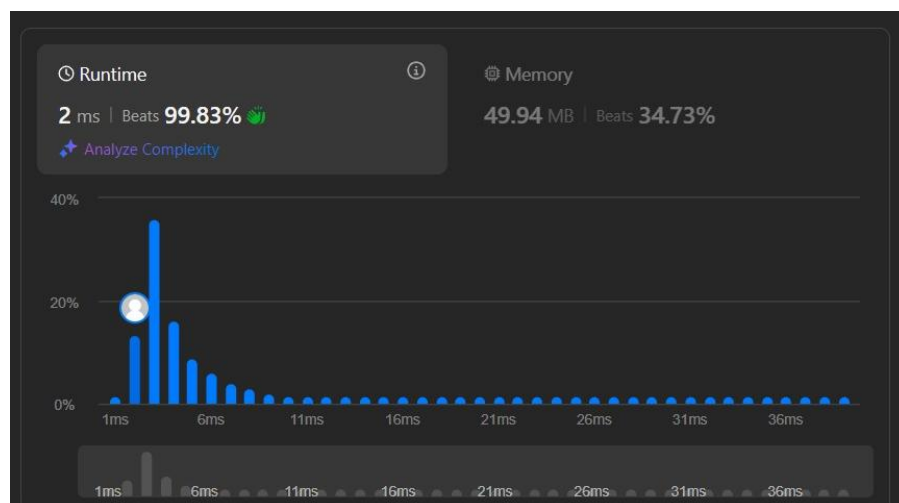 Runtime
2 ms | Beats 99.83%
Analyze Complexity
Memory
49.94 MB | Beats 34.73%
40%
20%
0%
1ms 6ms 11ms 16ms 21ms 26ms 31ms 36ms
1ms 6ms 11ms 16ms 21ms 26ms 31ms 36ms